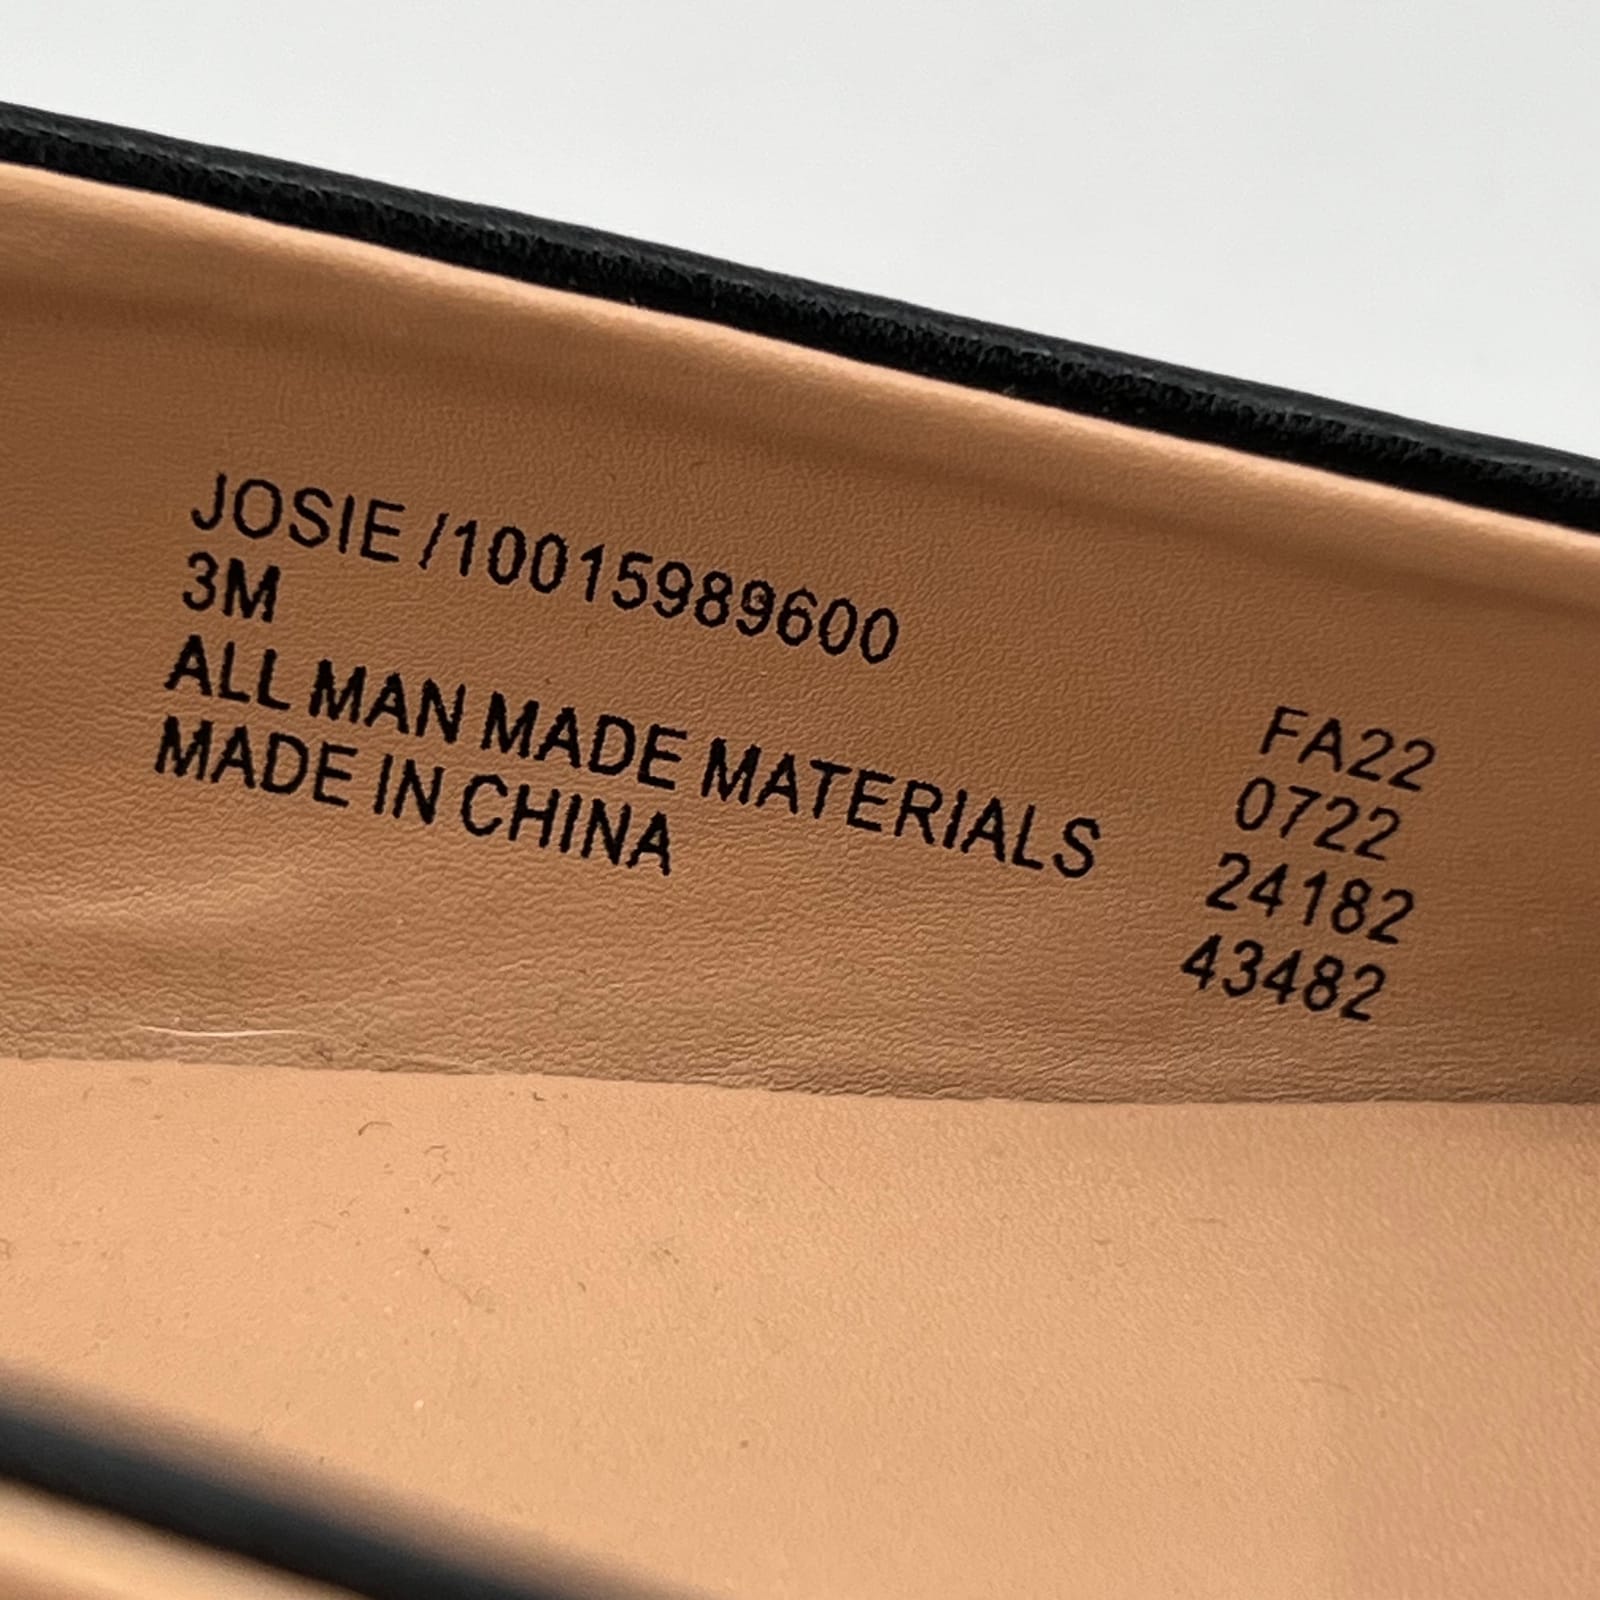 JOSIE /10015989600
3M
ALL MAN MADE MATERIALS
MADE IN CHINA
FA22
0722
24182
43482